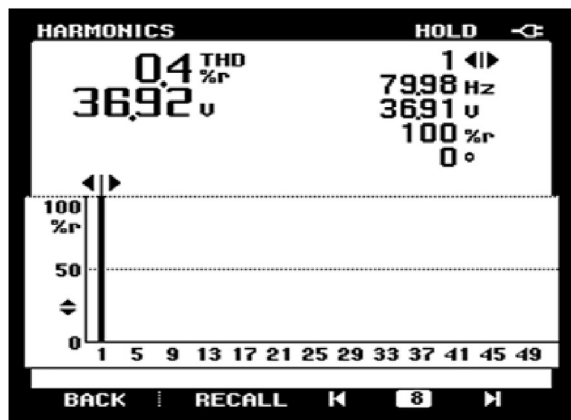 HARMONICS HOLD
0.4 THD %r
36.92 V
1
79.98 Hz
36.91 V
100 %r
0 °
100
%r
50
0
1 5 9 13 17 21 25 29 33 37 41 45 49
BACK RECALL 8